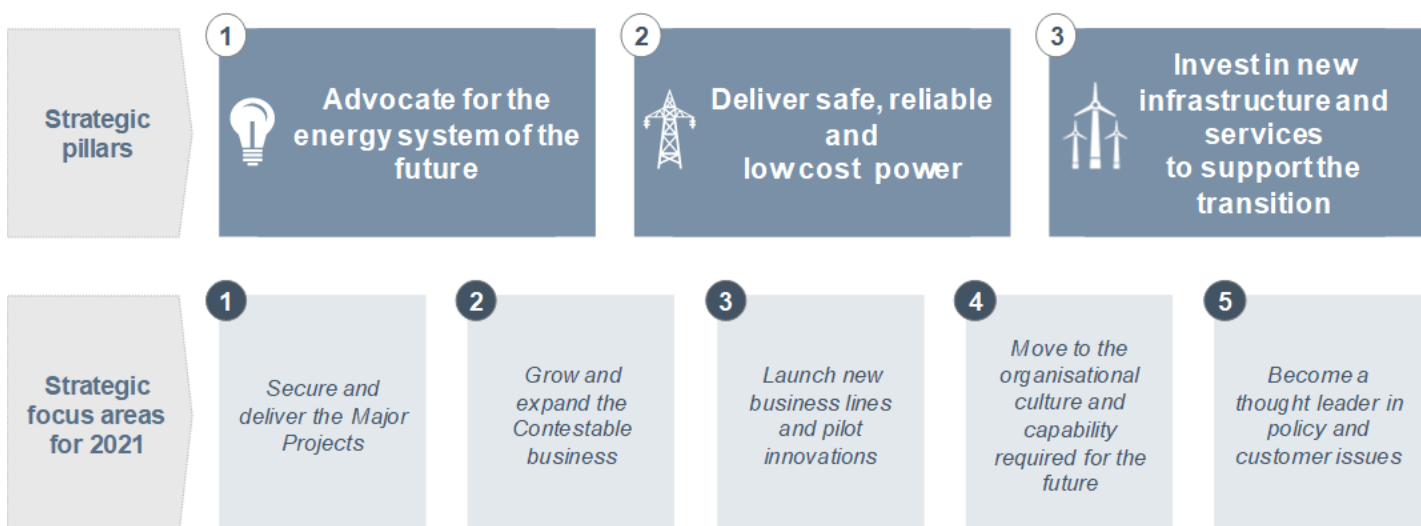 Strategic
pillars
1
Advocate for the
energy system of the
future
2
Deliver safe, reliable
and
low cost power
3
Invest in new
infrastructure and
services
to support the
transition
Strategic
focus areas
for 2021
1
Secure and
deliver the Major
Projects
2
Grow and
expand the
Contestable
business
3
Launch new
business lines
and pilot
innovations
4
Move to the
organisational
culture and
capability
required for the
future
5
Become a
thought leader in
policy and
customer issues